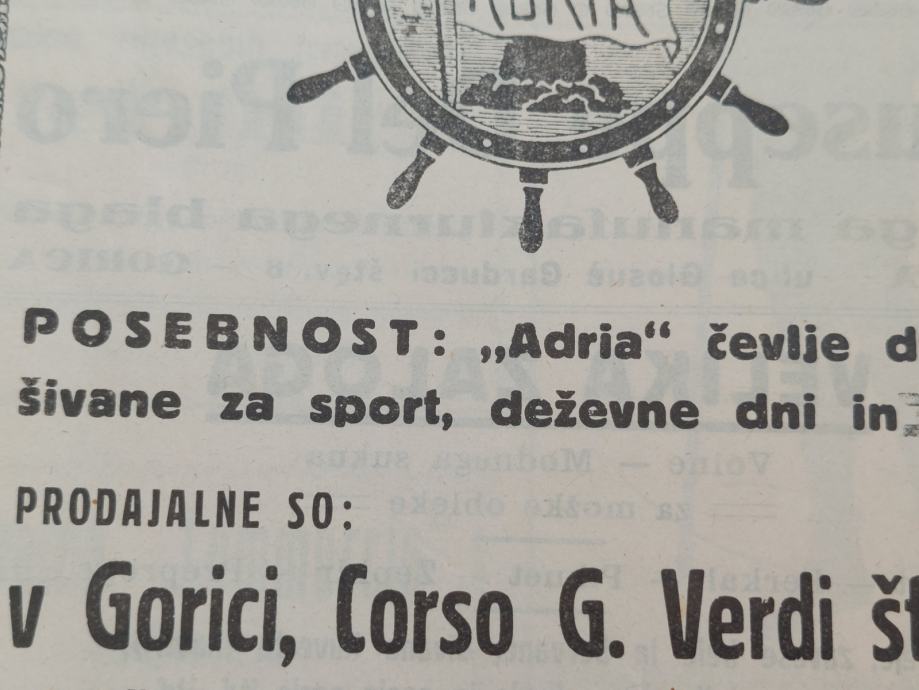 ADRIA
POSEBNOST: „Adria“ čevlje d
šivane za sport, deževne dni in
PRODAJALNE SO:
v Gorici, Corso G. Verdi št